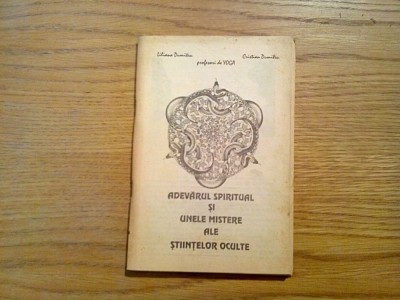 Liliana Dumitru Cristian Dumitru
profesori de YOGA
ADEVĂRUL SPIRITUAL
ŞI
UNELE MISTERE
ALE
ŞTIINŢELOR OCULTE